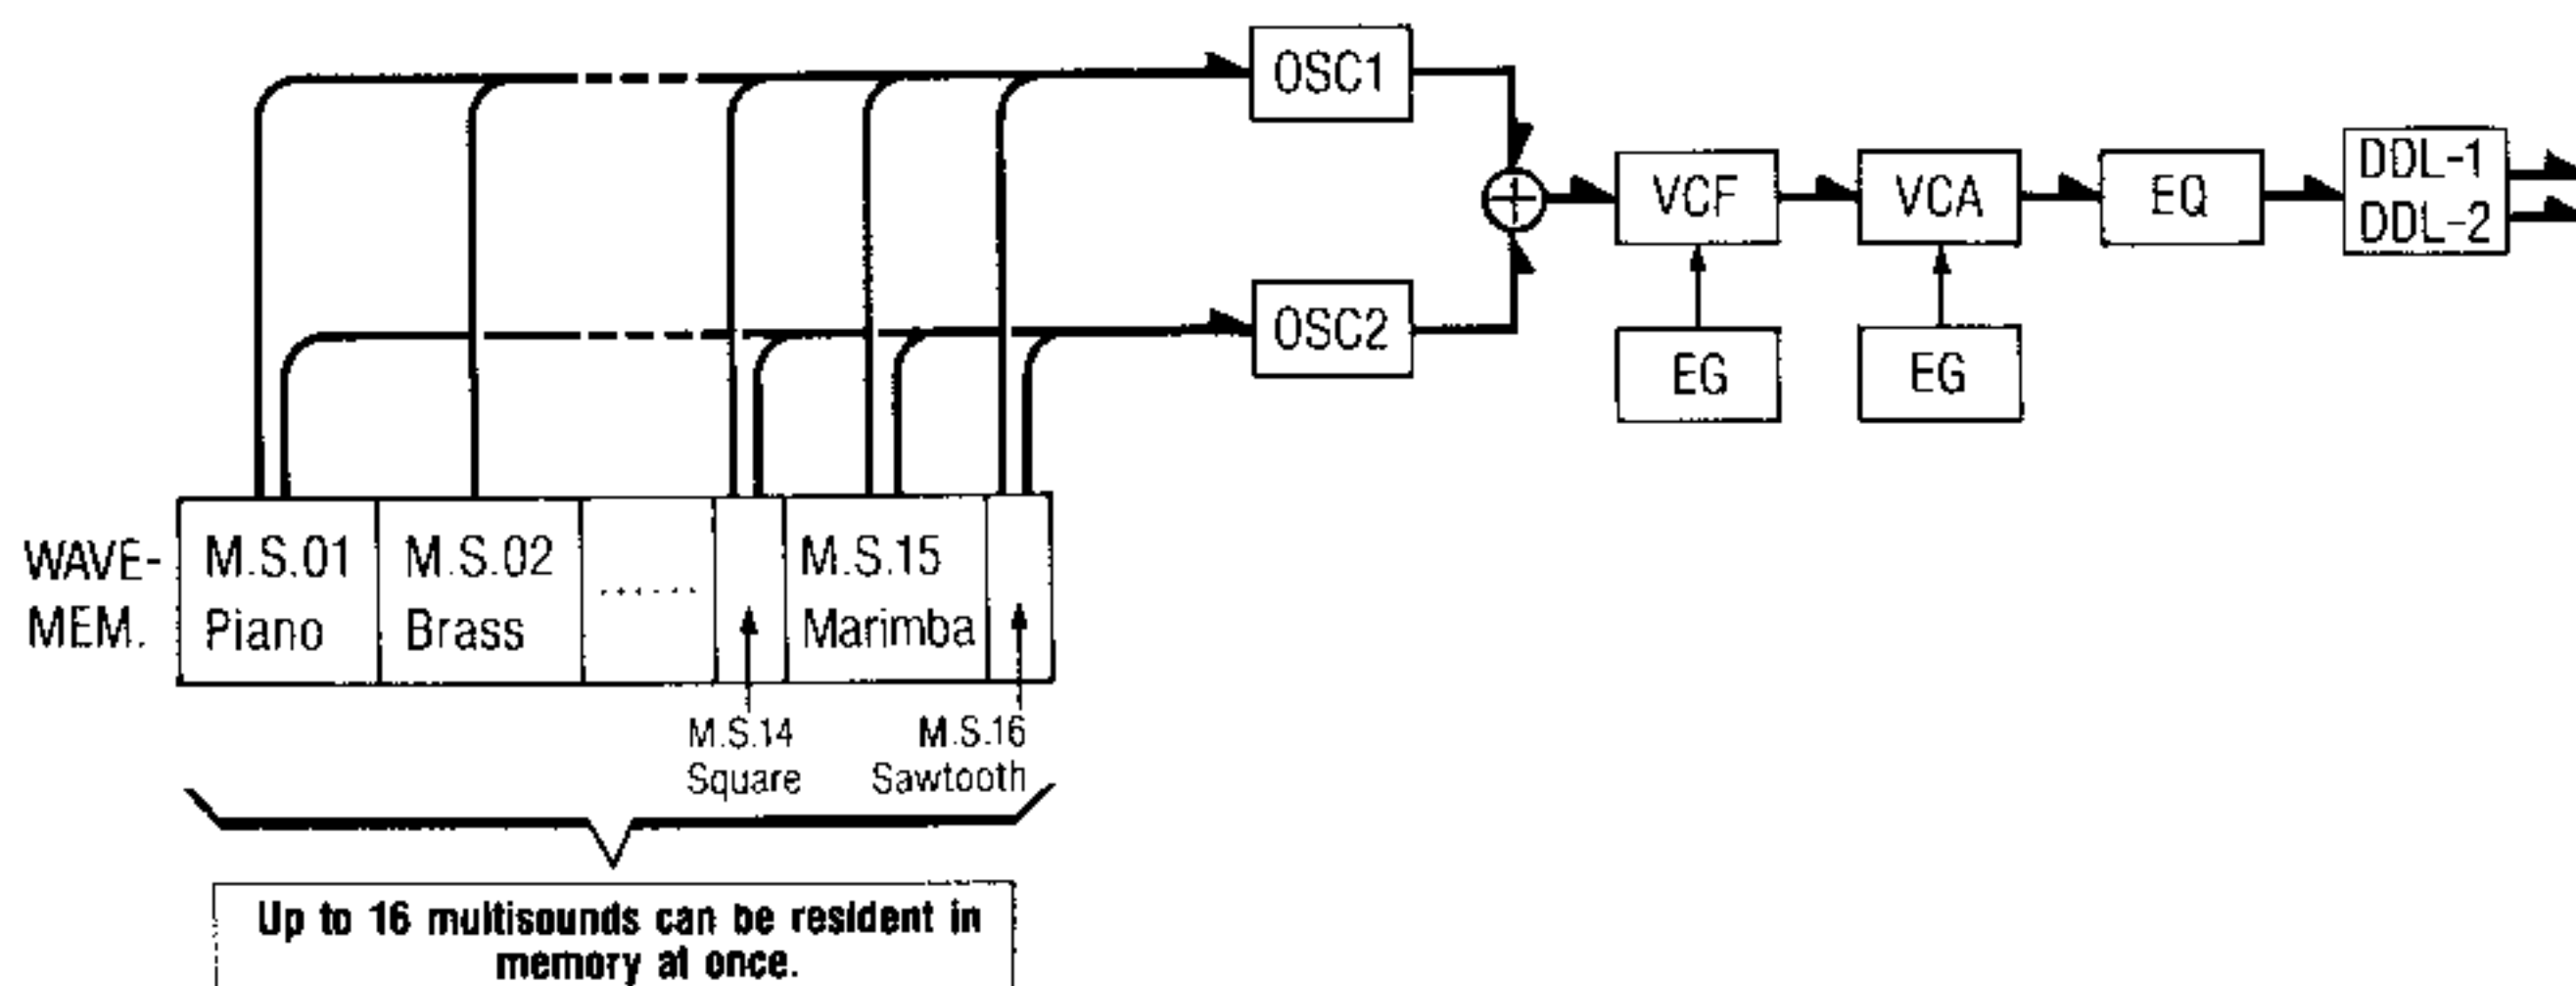 OSC1
OSC2
VCF
VCA
EQ
DDL-1
DDL-2
EG
EG
WAVE-
MEM.
M.S.01
Piano
M.S.02
Brass
.......
M.S.15
Marimba
M.S.14
Square
M.S.16
Sawtooth
Up to 16 multisounds can be resident in
memory at once.